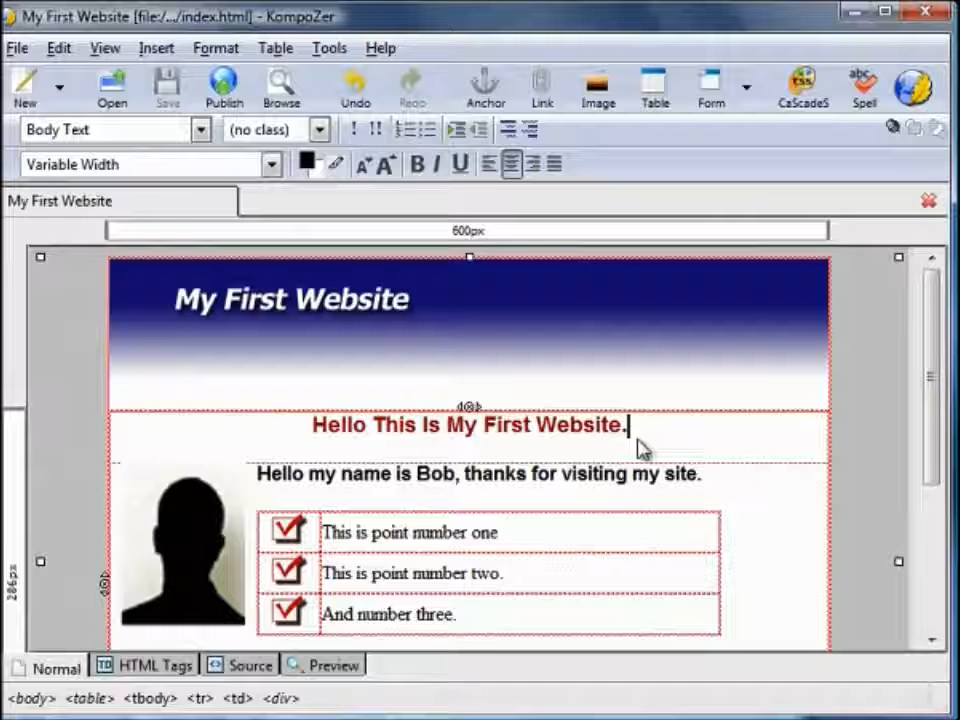 My First Website [file:/.../index.html] - KompoZer
File Edit View Insert Format Table Tools Help
New Open Save Publish Browse Undo Redo Anchor Link Image Table Form CaScadeS Spell
Body Text (no class) ! !!
Variable Width A A B I U
My First Website
600px
My First Website
Hello This Is My First Website.
Hello my name is Bob, thanks for visiting my site.
This is point number one
This is point number two.
And number three.
286px
Normal TD HTML Tags Source Preview
<body> <table> <tbody> <tr> <td> <div>